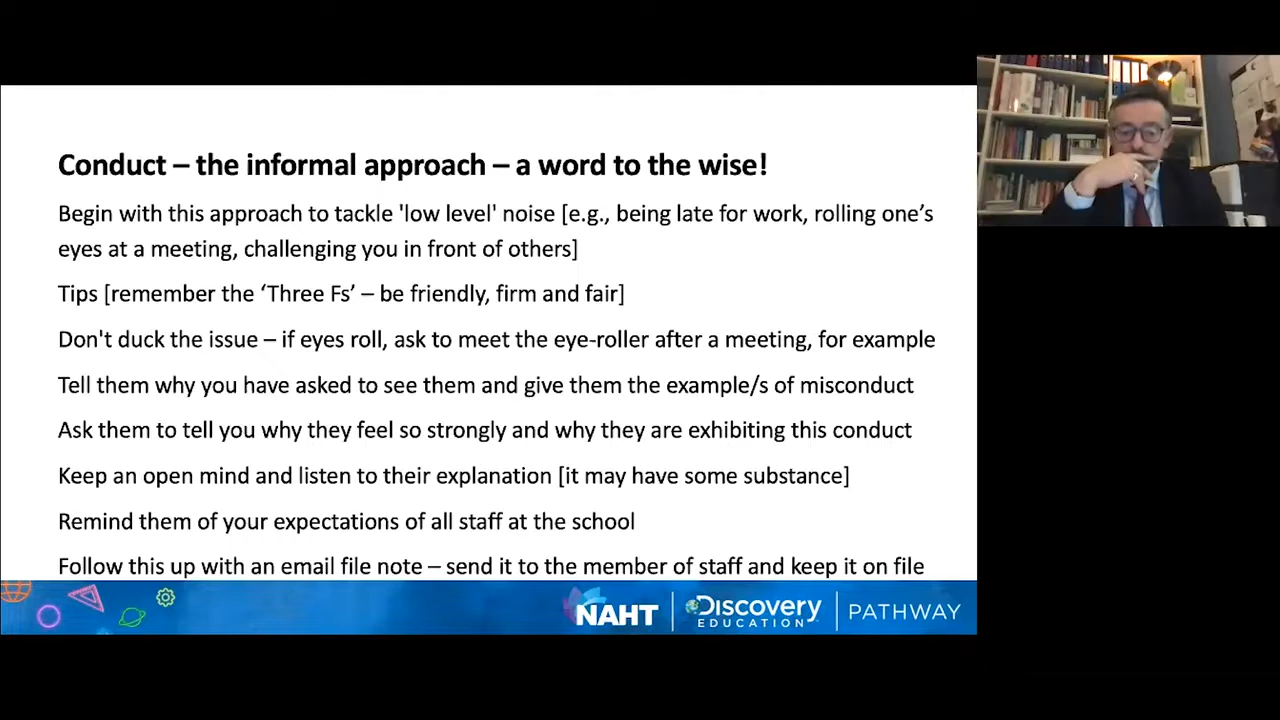 Conduct – the informal approach – a word to the wise!
Begin with this approach to tackle 'low level' noise [e.g., being late for work, rolling one’s
eyes at a meeting, challenging you in front of others]
Tips [remember the ‘Three Fs’ – be friendly, firm and fair]
Don't duck the issue – if eyes roll, ask to meet the eye-roller after a meeting, for example
Tell them why you have asked to see them and give them the example/s of misconduct
Ask them to tell you why they feel so strongly and why they are exhibiting this conduct
Keep an open mind and listen to their explanation [it may have some substance]
Remind them of your expectations of all staff at the school
Follow this up with an email file note – send it to the member of staff and keep it on file
NAHT
Discovery
EDUCATION
PATHWAY